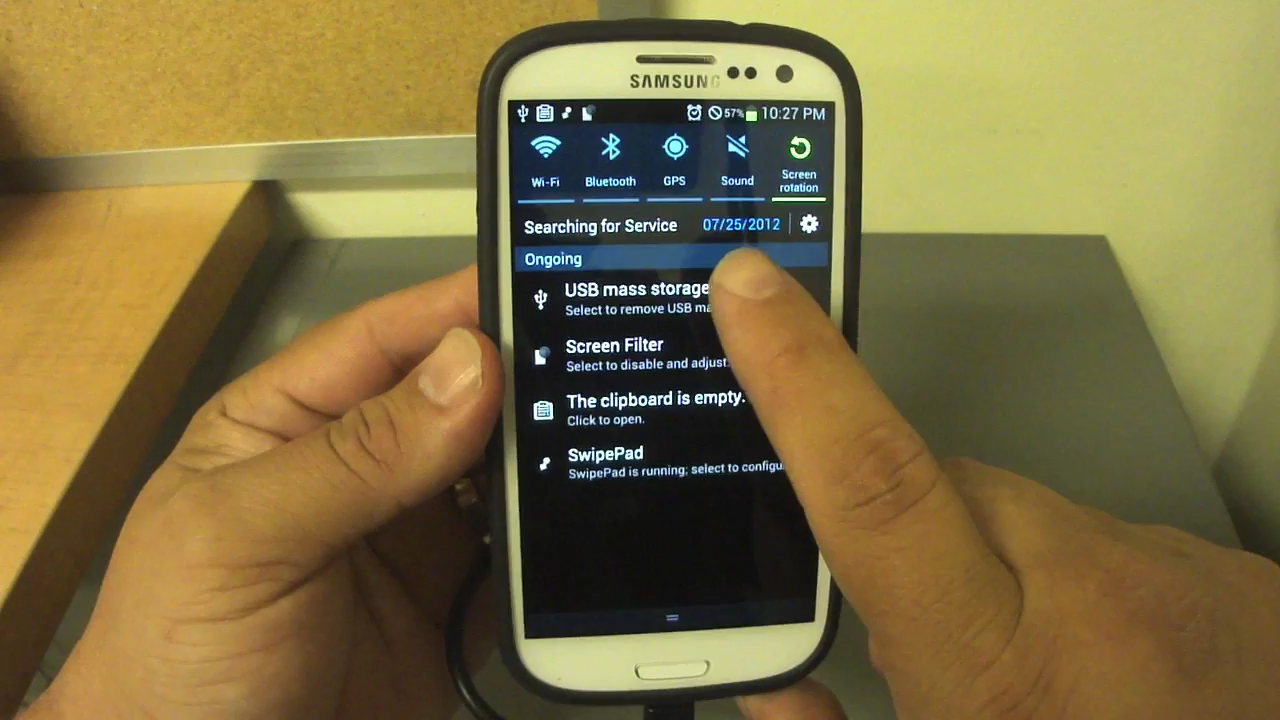 SAMSUNG
57% 10:27 PM
Wi-Fi Bluetooth GPS Sound Screen rotation
Searching for Service 07/25/2012
Ongoing
USB mass storage
Select to remove USB
Screen Filter
Select to disable and adjust
The clipboard is empty.
Click to open.
SwipePad
SwipePad is running; select to